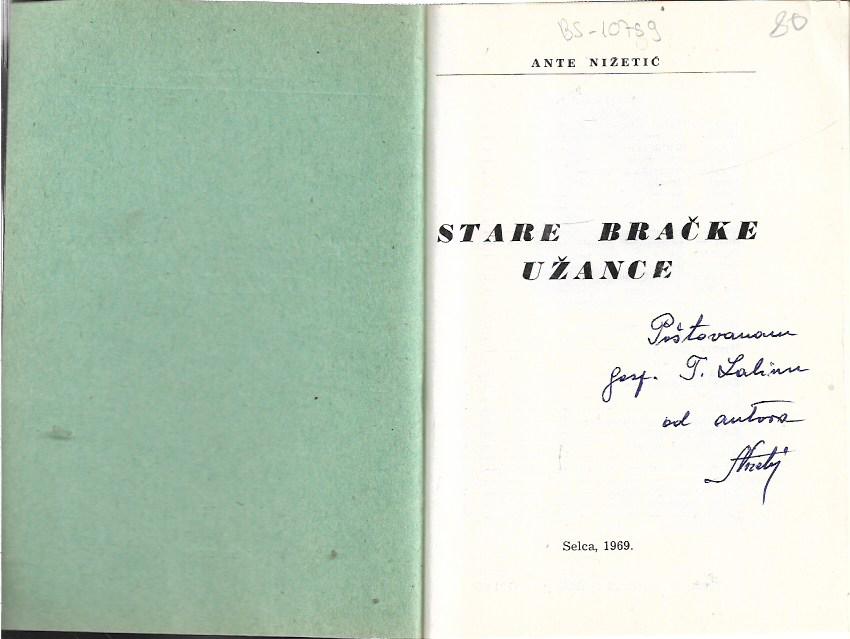 BS-10789
80
ANTE NIŽETIĆ
STARE BRAČKE
UŽANCE
Poštovanom
gosp. T. Lalinu
od autora
Selca, 1969.